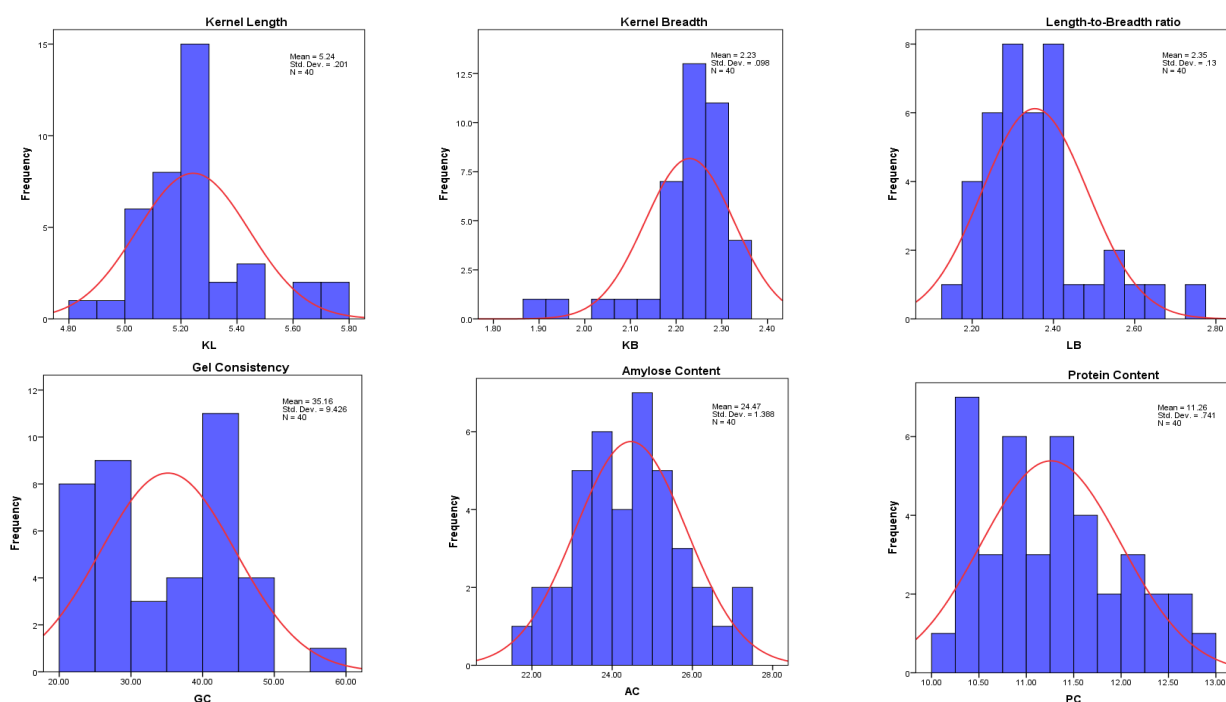 Kernel Length
Mean = 5.24
Std. Dev. = .201
N = 40
15
10
5
0
Frequency
4.80 5.00 5.20 5.40 5.60 5.80
KL
Kernel Breadth
Mean = 2.23
Std. Dev. = .098
N = 40
12.5
10.0
7.5
5.0
2.5
0.0
Frequency
1.80 1.90 2.00 2.10 2.20 2.30 2.40
KB
Length-to-Breadth ratio
Mean = 2.35
Std. Dev. = .13
N = 40
8
6
4
2
0
Frequency
2.20 2.40 2.60 2.80
LB
Gel Consistency
Mean = 35.16
Std. Dev. = 9.426
N = 40
12
10
8
6
4
2
0
Frequency
20.00 30.00 40.00 50.00 60.00
GC
Amylose Content
Mean = 24.47
Std. Dev. = 1.388
N = 40
6
4
2
0
Frequency
22.00 24.00 26.00 28.00
AC
Protein Content
Mean = 11.26
Std. Dev. = .741
N = 40
6
4
2
0
Frequency
10.00 10.50 11.00 11.50 12.00 12.50 13.00
PC